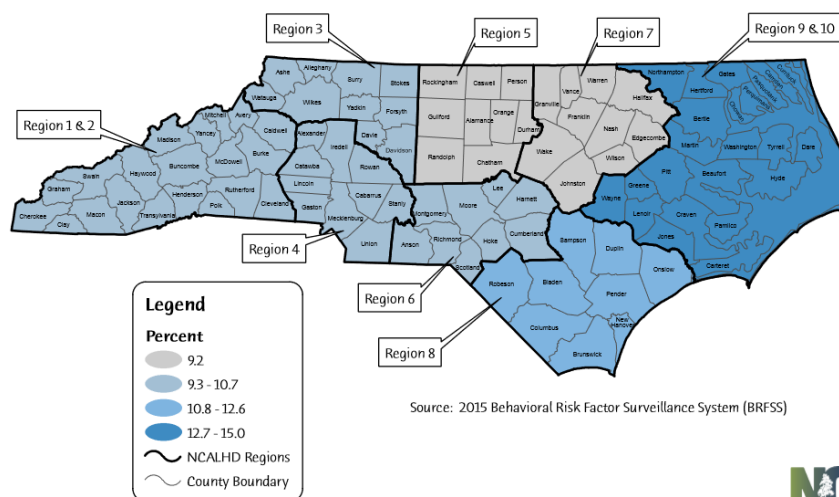 Region 3
Region 5
Region 7
Region 9 & 10
Region 1 & 2
Region 4
Region 6
Region 8
Ashe
Alleghany
Surry
Stokes
Rockingham
Caswell
Person
Vance
Warren
Northampton
Gates
Currituck
Camden
Pasquotank
Perquimans
Chowan
Hertford
Halifax
Granville
Watauga
Wilkes
Yadkin
Forsyth
Guilford
Alamance
Orange
Durham
Franklin
Bertie
Mitchell
Avery
Caldwell
Alexander
Iredell
Davie
Davidson
Randolph
Chatham
Wake
Nash
Edgecombe
Wilson
Martin
Washington
Tyrrell
Dare
Madison
Yancey
Burke
Catawba
Rowan
Johnston
Pitt
Beaufort
Hyde
Swain
Haywood
Buncombe
McDowell
Lincoln
Cabarrus
Stanly
Montgomery
Moore
Lee
Harnett
Wayne
Greene
Lenoir
Craven
Pamlico
Graham
Jackson
Henderson
Rutherford
Cleveland
Gaston
Mecklenburg
Cherokee
Clay
Macon
Transylvania
Polk
Union
Anson
Richmond
Hoke
Cumberland
Scotland
Sampson
Duplin
Jones
Carteret
Onslow
Robeson
Bladen
Pender
Columbus
New
Hanover
Brunswick
Legend
Percent
9.2
9.3 - 10.7
10.8 - 12.6
12.7 - 15.0
NCALHD Regions
County Boundary
Source: 2015 Behavioral Risk Factor Surveillance System (BRFSS)